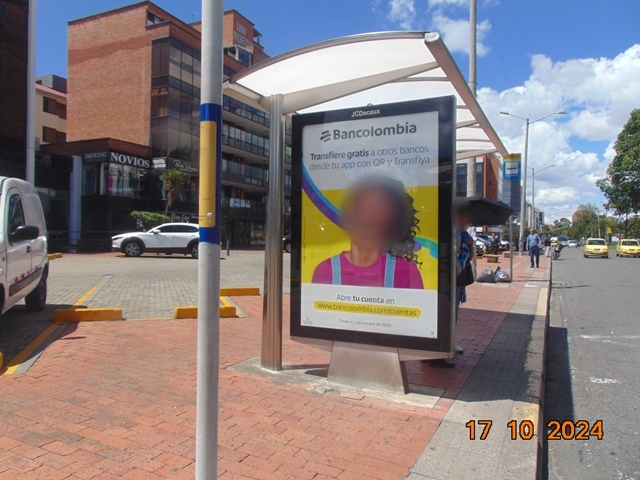 JCDecaux
Bancolombia
Transfiere gratis a otros bancos
desde tu app con QR y Transfiya
Abre tu cuenta en
www.bancolombia.com/cuentas
NOVIOS
17 10 2024